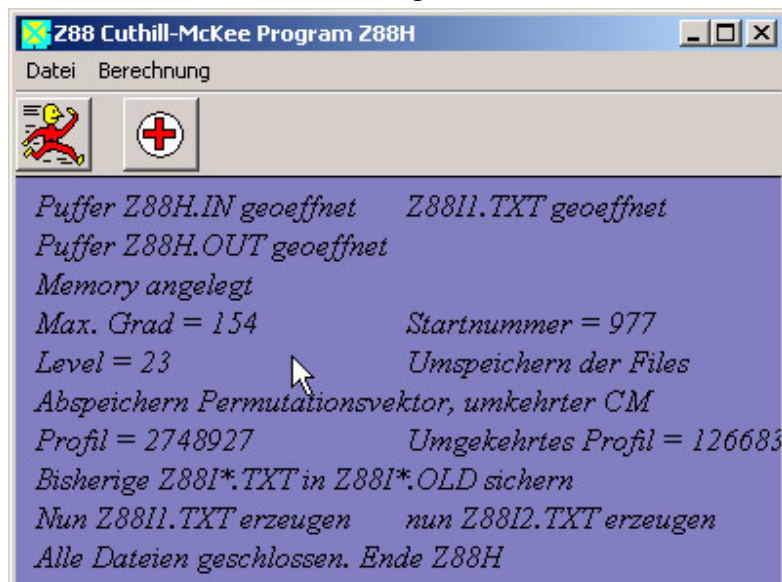 Z88 Cuthill-McKee Program Z88H
Datei Berechnung
Puffer Z88H.IN geoeffnet Z88I1.TXT geoeffnet
Puffer Z88H.OUT geoeffnet
Memory angelegt
Max. Grad = 154 Startnummer = 977
Level = 23 Umspeichern der Files
Abspeichern Permutationsvektor, umkehrter CM
Profil = 2748927 Umgekehrtes Profil = 126683
Bisherige Z88I*.TXT in Z88I*.OLD sichern
Nun Z88I1.TXT erzeugen nun Z88I2.TXT erzeugen
Alle Dateien geschlossen. Ende Z88H